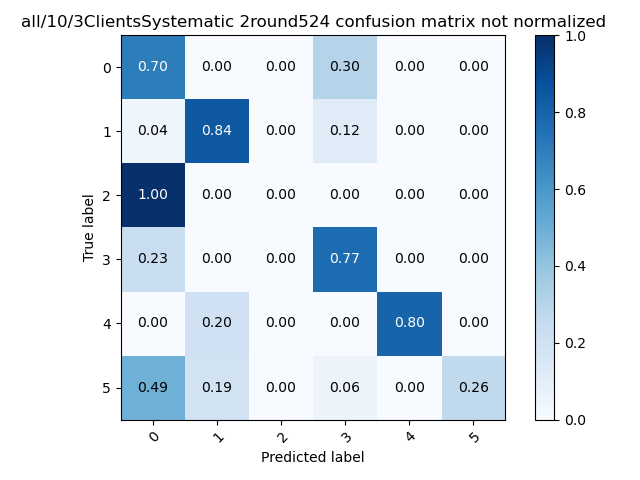 all/10/3ClientsSystematic 2round524 confusion matrix not normalized
0 0.70 0.00 0.00 0.30 0.00 0.00
1 0.04 0.84 0.00 0.12 0.00 0.00
2 1.00 0.00 0.00 0.00 0.00 0.00
3 0.23 0.00 0.00 0.77 0.00 0.00
4 0.00 0.20 0.00 0.00 0.80 0.00
5 0.49 0.19 0.00 0.06 0.00 0.26
0 1 2 3 4 5
True label
Predicted label
1.0
0.8
0.6
0.4
0.2
0.0